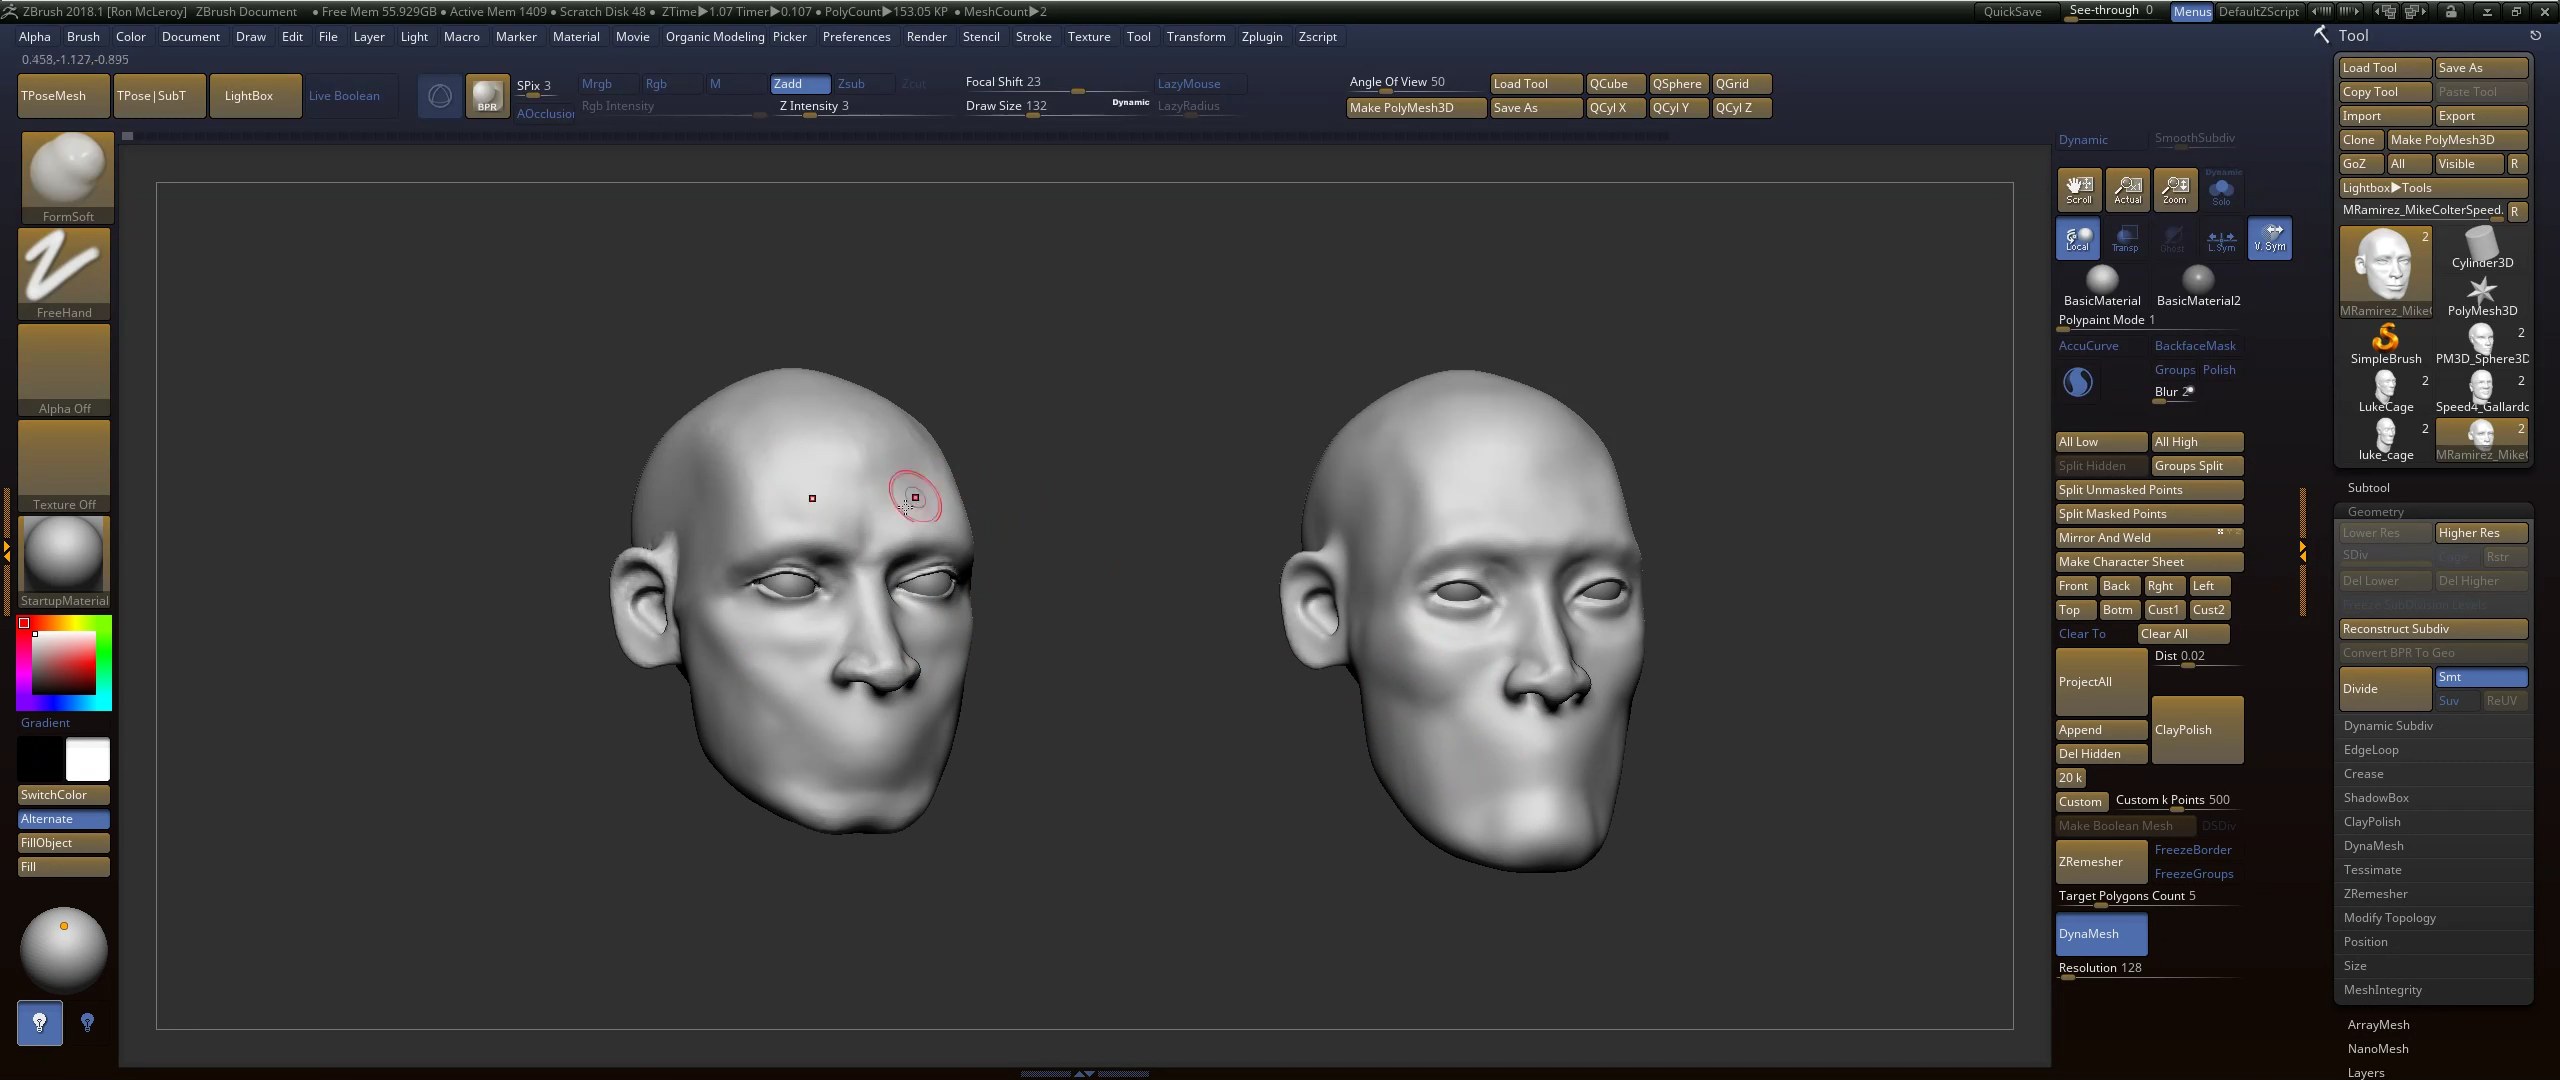 ZBrush 2018.1 [Ron McLeroy] ZBrush Document • Free Mem 55.929GB • Active Mem 1409 • Scratch Disk 48 • ZTime▶1.07 Timer▶0.107 • PolyCount▶153.05 KP • MeshCount▶2 QuickSave See-through 0 Menus DefaultZScript
Alpha Brush Color Document Draw Edit File Layer Light Macro Marker Material Movie Organic Modeling Picker Preferences Render Stencil Stroke Texture Tool Transform Zplugin Zscript
0.458,-1.127,-0.895
TPoseMesh TPose|SubT LightBox Live Boolean
BPR
SPix 3
AOcclusion
Mrgb Rgb M Zadd Zsub Zcut
Rgb Intensity Z Intensity 3
Focal Shift 23
Draw Size 132 Dynamic
LazyMouse
LazyRadius
Angle Of View 50 Load Tool QCube QSphere QGrid
Make PolyMesh3D Save As QCyl X QCyl Y QCyl Z
FormSoft
FreeHand
Alpha Off
Texture Off
StartupMaterial
Gradient
SwitchColor
Alternate
FillObject
Fill
Dynamic SmoothSubdiv
Scroll Actual Zoom Dynamic Solo
Local Transp Ghost L.Sym V. Sym
BasicMaterial BasicMaterial2
Polypaint Mode 1
AccuCurve BackfaceMask
Groups Polish
Blur 2
All Low All High
Split Hidden Groups Split
Split Unmasked Points
Split Masked Points
Mirror And Weld
Make Character Sheet
Front Back Rght Left
Top Botm Cust1 Cust2
Clear To Clear All
ProjectAll Dist 0.02
Append ClayPolish
Del Hidden
20 k
Custom Custom k Points 500
Make Boolean Mesh DSDiv
ZRemesher FreezeBorder
FreezeGroups
Target Polygons Count 5
DynaMesh
Resolution 128
Tool
Load Tool Save As
Copy Tool Paste Tool
Import Export
Clone Make PolyMesh3D
GoZ All Visible R
Lightbox▶Tools
MRamirez_MikeColterSpeed. R
2 Cylinder3D
MRamirez_Mike PolyMesh3D
SimpleBrush 2 PM3D_Sphere3D
2 LukeCage 2 Speed4_Gallardo
2 luke_cage 2 MRamirez_Mike
Subtool
Geometry
Lower Res Higher Res
SDiv Cage Rstr
Del Lower Del Higher
Freeze SubDivision Levels
Reconstruct Subdiv
Convert BPR To Geo
Divide Smt
Suv ReUV
Dynamic Subdiv
EdgeLoop
Crease
ShadowBox
ClayPolish
DynaMesh
Tessimate
ZRemesher
Modify Topology
Position
Size
MeshIntegrity
ArrayMesh
NanoMesh
Layers